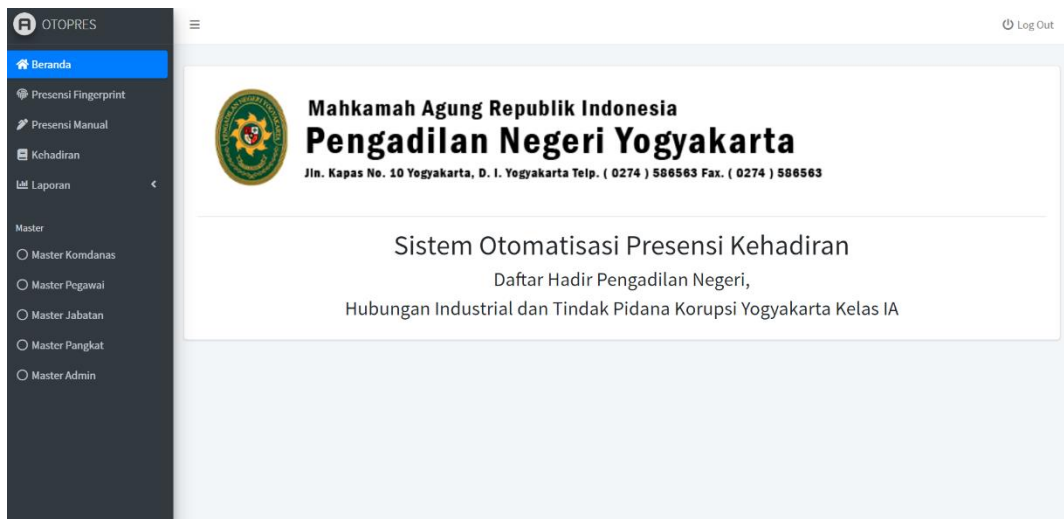 OTOPRES
Log Out
Beranda
Presensi Fingerprint
Presensi Manual
Kehadiran
Laporan
Master
Master Komdanas
Master Pegawai
Master Jabatan
Master Pangkat
Master Admin
Mahkamah Agung Republik Indonesia
Pengadilan Negeri Yogyakarta
Jln. Kapas No. 10 Yogyakarta, D. I. Yogyakarta Telp. ( 0274 ) 586563 Fax. ( 0274 ) 586563
Sistem Otomatisasi Presensi Kehadiran
Daftar Hadir Pengadilan Negeri,
Hubungan Industrial dan Tindak Pidana Korupsi Yogyakarta Kelas IA